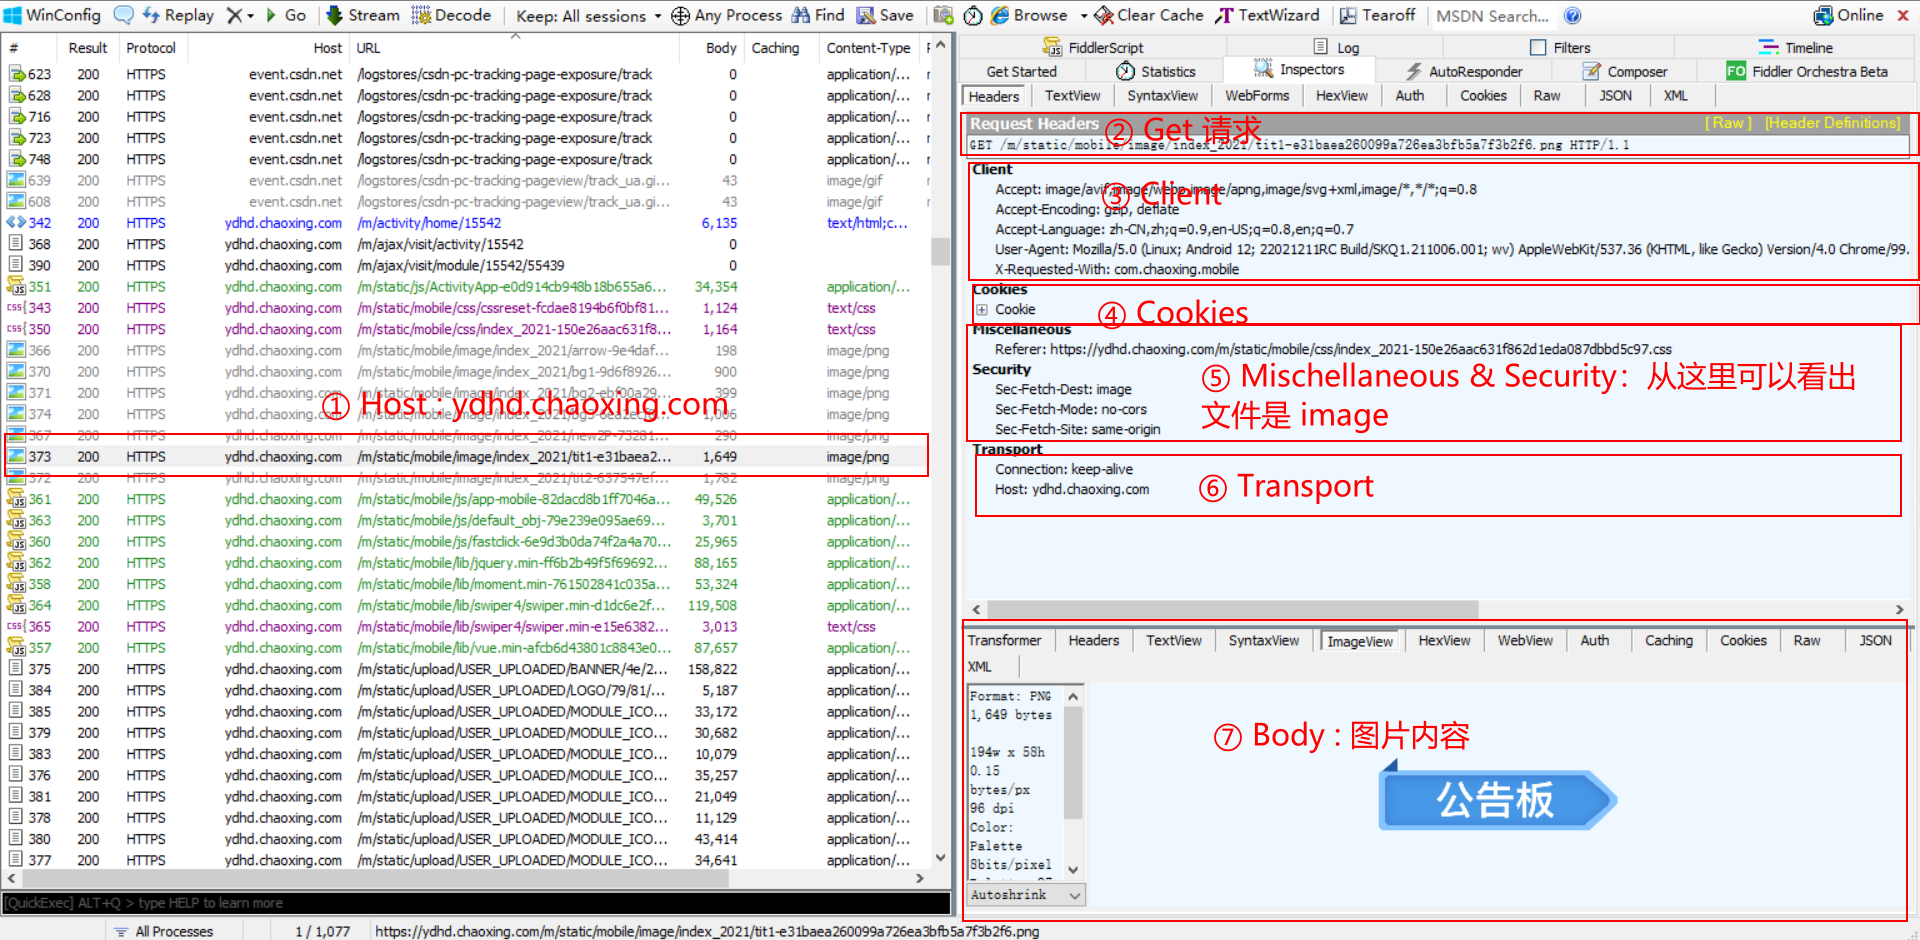 WinConfig Replay Go Stream Decode Keep: All sessions Any Process Find Save Browse Clear Cache TextWizard Tearoff MSDN Search... Online
# Result Protocol Host URL Body Caching Content-Type
623 200 HTTPS event.csdn.net /logstores/csdn-pc-tracking-page-exposure/track 0 application/...
628 200 HTTPS event.csdn.net /logstores/csdn-pc-tracking-page-exposure/track 0 application/...
716 200 HTTPS event.csdn.net /logstores/csdn-pc-tracking-page-exposure/track 0 application/...
723 200 HTTPS event.csdn.net /logstores/csdn-pc-tracking-page-exposure/track 0 application/...
748 200 HTTPS event.csdn.net /logstores/csdn-pc-tracking-page-exposure/track 0 application/...
639 200 HTTPS event.csdn.net /logstores/csdn-pc-tracking-pageview/track_ua.gi... 43 image/gif
608 200 HTTPS event.csdn.net /logstores/csdn-pc-tracking-pageview/track_ua.gi... 43 image/gif
342 200 HTTPS ydhd.chaoxing.com /m/activity/home/15542 6,135 text/html;c...
368 200 HTTPS ydhd.chaoxing.com /m/ajax/visit/activity/15542 0
390 200 HTTPS ydhd.chaoxing.com /m/ajax/visit/module/15542/55439 0
351 200 HTTPS ydhd.chaoxing.com /m/static/js/ActivityApp-e0d914cb948b18b655a6... 34,354 application/...
343 200 HTTPS ydhd.chaoxing.com /m/static/mobile/css/cssreset-fcdae8194b6f0bf81... 1,124 text/css
350 200 HTTPS ydhd.chaoxing.com /m/static/mobile/css/index_2021-150e26aac631f8... 1,164 text/css
366 200 HTTPS ydhd.chaoxing.com /m/static/mobile/image/index_2021/arrow-9e4daf... 198 image/png
370 200 HTTPS ydhd.chaoxing.com /m/static/mobile/image/index_2021/bg1-9d6f8926... 900 image/png
371 200 HTTPS ydhd.chaoxing.com /m/static/mobile/image/index_2021/bg2-ebf00a29... 399 image/png
374 200 HTTPS ydhd.chaoxing.com image/png
① Host : ydhd.chaoxing.com
367 200 HTTPS ydhd.chaoxing.com 290 image/png
373 200 HTTPS ydhd.chaoxing.com /m/static/mobile/image/index_2021/tit1-e31baea2... 1,649 image/png
372 200 HTTPS ydhd.chaoxing.com 1,782 image/png
361 200 HTTPS ydhd.chaoxing.com /m/static/mobile/js/app-mobile-82dacd8b1ff7046a... 49,526 application/...
363 200 HTTPS ydhd.chaoxing.com /m/static/mobile/js/default_obj-79e239e095ae69... 3,701 application/...
360 200 HTTPS ydhd.chaoxing.com /m/static/mobile/js/fastclick-6e9d3b0da74f2a4a70... 25,965 application/...
362 200 HTTPS ydhd.chaoxing.com /m/static/mobile/lib/jquery.min-ff6b2b49f5f69692... 88,165 application/...
358 200 HTTPS ydhd.chaoxing.com /m/static/mobile/lib/moment.min-761502841c035a... 53,324 application/...
364 200 HTTPS ydhd.chaoxing.com /m/static/mobile/lib/swiper4/swiper.min-d1dc6e2f... 119,508 application/...
365 200 HTTPS ydhd.chaoxing.com /m/static/mobile/lib/swiper4/swiper.min-e15e6382... 3,013 text/css
357 200 HTTPS ydhd.chaoxing.com /m/static/mobile/lib/vue.min-afcb6d43801c8843e0... 87,657 application/...
375 200 HTTPS ydhd.chaoxing.com /m/static/upload/USER_UPLOADED/BANNER/4e/2... 158,822 application/...
384 200 HTTPS ydhd.chaoxing.com /m/static/upload/USER_UPLOADED/LOGO/79/81/... 5,187 application/...
385 200 HTTPS ydhd.chaoxing.com /m/static/upload/USER_UPLOADED/MODULE_ICO... 33,172 application/...
379 200 HTTPS ydhd.chaoxing.com /m/static/upload/USER_UPLOADED/MODULE_ICO... 30,682 application/...
383 200 HTTPS ydhd.chaoxing.com /m/static/upload/USER_UPLOADED/MODULE_ICO... 10,079 application/...
376 200 HTTPS ydhd.chaoxing.com /m/static/upload/USER_UPLOADED/MODULE_ICO... 35,257 application/...
381 200 HTTPS ydhd.chaoxing.com /m/static/upload/USER_UPLOADED/MODULE_ICO... 21,049 application/...
378 200 HTTPS ydhd.chaoxing.com /m/static/upload/USER_UPLOADED/MODULE_ICO... 11,129 application/...
380 200 HTTPS ydhd.chaoxing.com /m/static/upload/USER_UPLOADED/MODULE_ICO... 43,414 application/...
377 200 HTTPS ydhd.chaoxing.com /m/static/upload/USER_UPLOADED/MODULE_ICO... 34,641 application/...
[QuickExec] ALT+Q > type HELP to learn more
All Processes 1 / 1,077 https://ydhd.chaoxing.com/m/static/mobile/image/index_2021/tit1-e31baea260099a726ea3bfb5a7f3b2f6.png
FiddlerScript Log Filters Timeline
Get Started Statistics Inspectors AutoResponder Composer FO Fiddler Orchestra Beta
Headers TextView SyntaxView WebForms HexView Auth Cookies Raw JSON XML
Request Headers [ Raw ] [Header Definitions]
② Get 请求
GET /m/static/mobile/image/index_2021/tit1-e31baea260099a726ea3bfb5a7f3b2f6.png HTTP/1.1
Client
Accept: image/avif,image/webp,image/apng,image/svg+xml,image/*,*/*;q=0.8
③ Client
Accept-Encoding: gzip, deflate
Accept-Language: zh-CN,zh;q=0.9,en-US;q=0.8,en;q=0.7
User-Agent: Mozilla/5.0 (Linux; Android 12; 22021211RC Build/SKQ1.211006.001; wv) AppleWebKit/537.36 (KHTML, like Gecko) Version/4.0 Chrome/99.
X-Requested-With: com.chaoxing.mobile
Cookies
Cookie
④ Cookies
Miscellaneous
Referer: https://ydhd.chaoxing.com/m/static/mobile/css/index_2021-150e26aac631f862d1eda087dbbd5c97.css
Security
Sec-Fetch-Dest: image
Sec-Fetch-Mode: no-cors
Sec-Fetch-Site: same-origin
⑤ Mischellaneous & Security：从这里可以看出
文件是 image
Transport
Connection: keep-alive
Host: ydhd.chaoxing.com
⑥ Transport
Transformer Headers TextView SyntaxView ImageView HexView WebView Auth Caching Cookies Raw JSON
XML
Format: PNG
1,649 bytes
194w x 58h
0.15
bytes/px
96 dpi
Color:
Palette
8bits/pixel
Autoshrink
⑦ Body : 图片内容
公告板